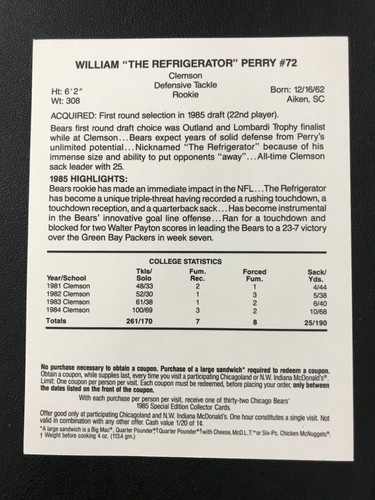 WILLIAM "THE REFRIGERATOR" PERRY #72
Clemson
Defensive Tackle
Ht: 6'2" Rookie Born: 12/16/62
Wt: 308 Aiken, SC
ACQUIRED: First round selection in 1985 draft (22nd player).
Bears first round draft choice was Outland and Lombardi Trophy finalist
while at Clemson...Bears expect years of solid defense from Perry's
unlimited potential...Nicknamed "The Refrigerator" because of his
immense size and ability to put opponents "away"...All-time Clemson
sack leader with 25.
1985 HIGHLIGHTS:
Bears rookie has made an immediate impact in the NFL...The Refrigerator
has become a unique triple-threat having recorded a rushing touchdown, a
touchdown reception, and a quarterback sack...Has become instrumental
in the Bears' innovative goal line offense...Ran for a touchdown and
blocked for two Walter Payton scores in leading the Bears to a 23-7 victory
over the Green Bay Packers in week seven.
COLLEGE STATISTICS
Tkls/ Fum. Forced Sack/
Year/School Solo Rec. Fum. Yds.
1981 Clemson 48/33 2 1 4/44
1982 Clemson 52/30 1 3 5/38
1983 Clemson 61/38 1 2 6/40
1984 Clemson 100/69 3 2 10/68
Totals 261/170 7 8 25/190
No purchase necessary to obtain a coupon. Purchase of a large sandwich* required to redeem a coupon.
Obtain a coupon, while supplies last, every time you visit a participating Chicagoland or N.W. Indiana McDonald's®.
Limit: One coupon per person per visit. Each coupon must be redeemed, before placing your order, only between
the dates listed on the front of the coupon.
With each purchase per person per visit, receive one of thirty-two Chicago Bears'
1985 Special Edition Collector Cards.
Offer good only at participating Chicagoland and N.W. Indiana McDonald's. One hour constitutes a single visit. Not
valid in combination with any other offer. Cash value 1/20 of 1¢.
*A large sandwich is a Big Mac®, Quarter Pounder®† Quarter Pounder®† with Cheese, McD.L.T.™ or Six-Pc. Chicken McNuggets®.
† Weight before cooking 4 oz. (113.4 gm.)